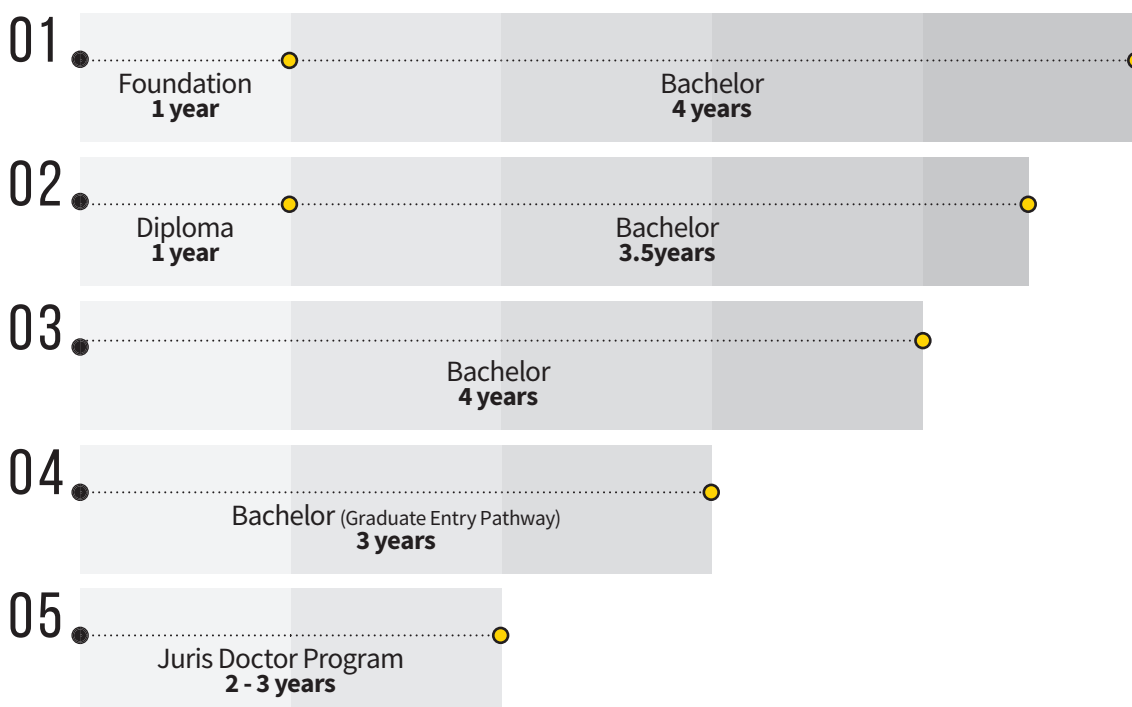 01
Foundation
1 year
Bachelor
4 years
02
Diploma
1 year
Bachelor
3.5years
03
Bachelor
4 years
04
Bachelor (Graduate Entry Pathway)
3 years
05
Juris Doctor Program
2 - 3 years